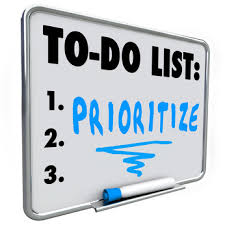 TO-DO LIST:
1. PRIORITIZE
2.
3.